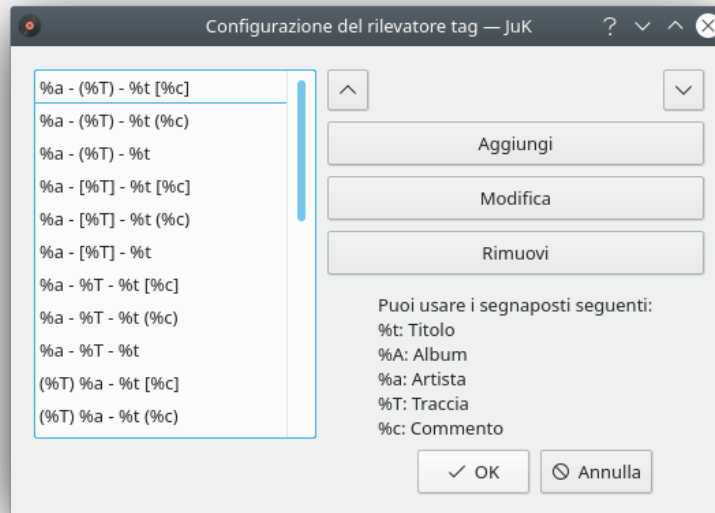 Configurazione del rilevatore tag — JuK
%a - (%T) - %t [%c]
%a - (%T) - %t (%c)
%a - (%T) - %t
%a - [%T] - %t [%c]
%a - [%T] - %t (%c)
%a - [%T] - %t
%a - %T - %t [%c]
%a - %T - %t (%c)
%a - %T - %t
(%T) %a - %t [%c]
(%T) %a - %t (%c)
Aggiungi
Modifica
Rimuovi
Puoi usare i segnaposti seguenti:
%t: Titolo
%A: Album
%a: Artista
%T: Traccia
%c: Commento
OK
Annulla